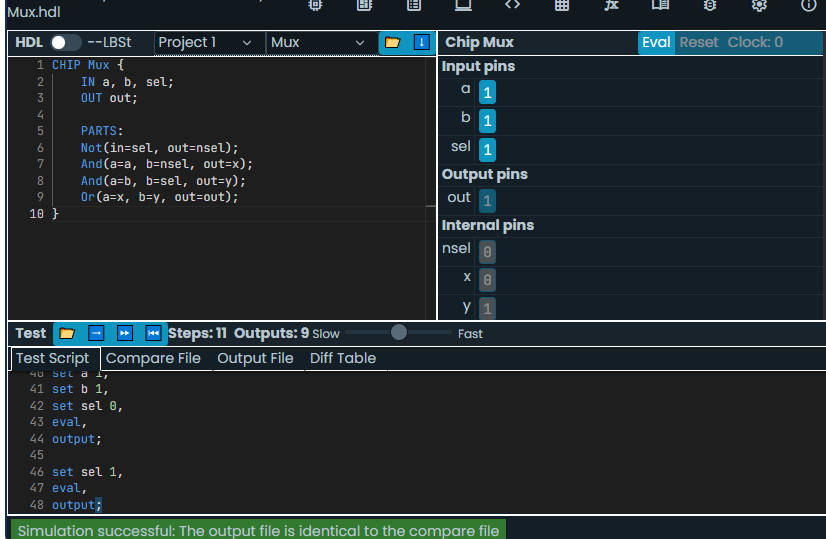 Mux.hdl
HDL --LBSt Project 1 Mux
1 CHIP Mux {
2 IN a, b, sel;
3 OUT out;
4
5 PARTS:
6 Not(in=sel, out=nsel);
7 And(a=a, b=nsel, out=x);
8 And(a=b, b=sel, out=y);
9 Or(a=x, b=y, out=out);
10 }
Chip Mux Eval Reset Clock: 0
Input pins
a 1
b 1
sel 1
Output pins
out 1
Internal pins
nsel 0
x 0
y 1
Test Steps: 11 Outputs: 9 Slow Fast
Test Script Compare File Output File Diff Table
40 set a 1,
41 set b 1,
42 set sel 0,
43 eval,
44 output;
45
46 set sel 1,
47 eval,
48 output;
Simulation successful: The output file is identical to the compare file